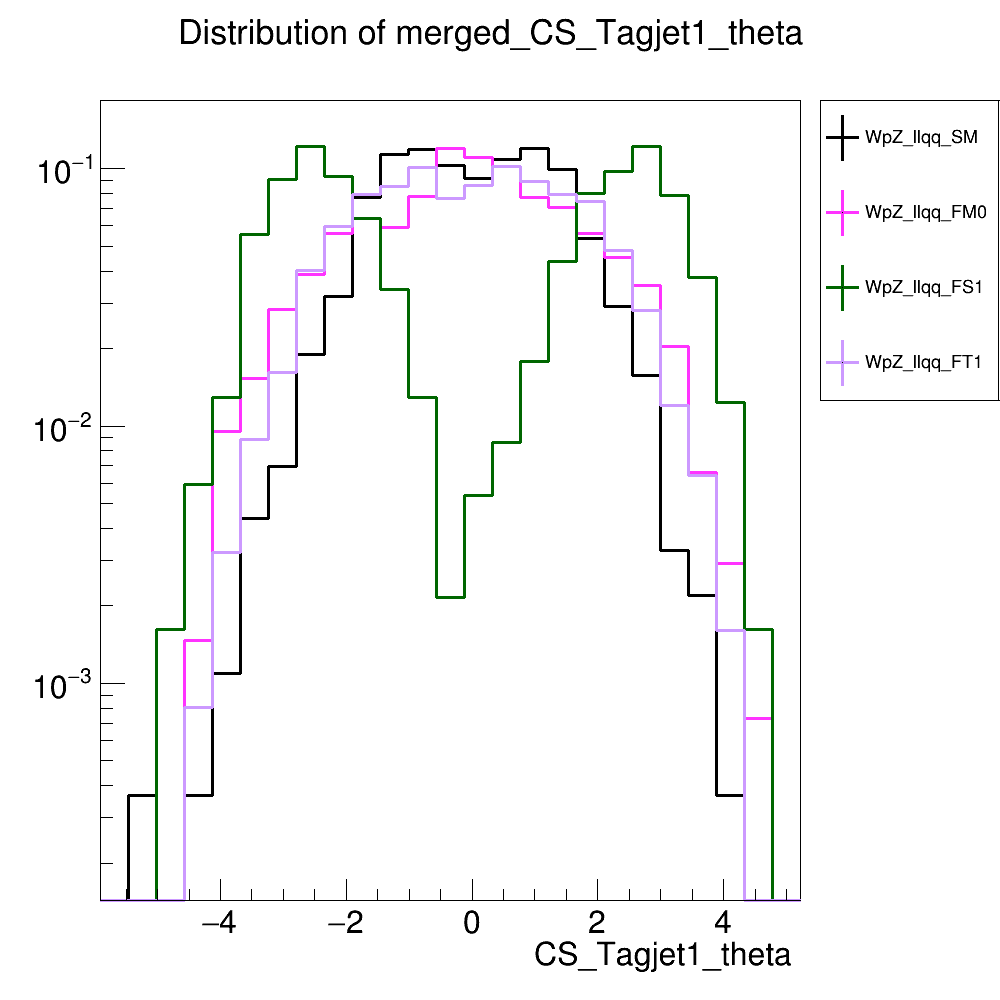 Distribution of merged_CS_Tagjet1_theta
10⁻¹
10⁻²
10⁻³
−4 −2 0 2 4
CS_Tagjet1_theta
WpZ_llqq_SM
WpZ_llqq_FM0
WpZ_llqq_FS1
WpZ_llqq_FT1